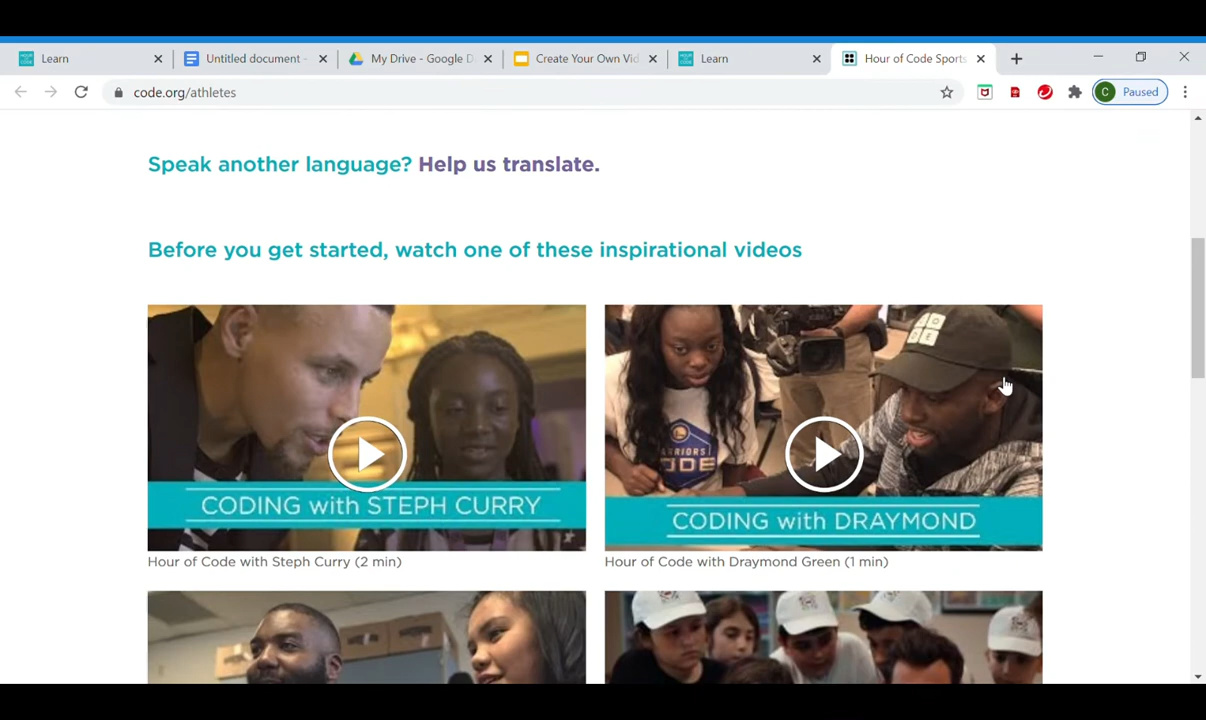 Learn
Untitled document -
My Drive - Google D
Create Your Own Vid
Learn
Hour of Code Sports
code.org/athletes
C
Paused
Speak another language? Help us translate.
Before you get started, watch one of these inspirational videos
CODING with STEPH CURRY
WARRIORS
CODE
CODING with DRAYMOND
Hour of Code with Steph Curry (2 min)
Hour of Code with Draymond Green (1 min)